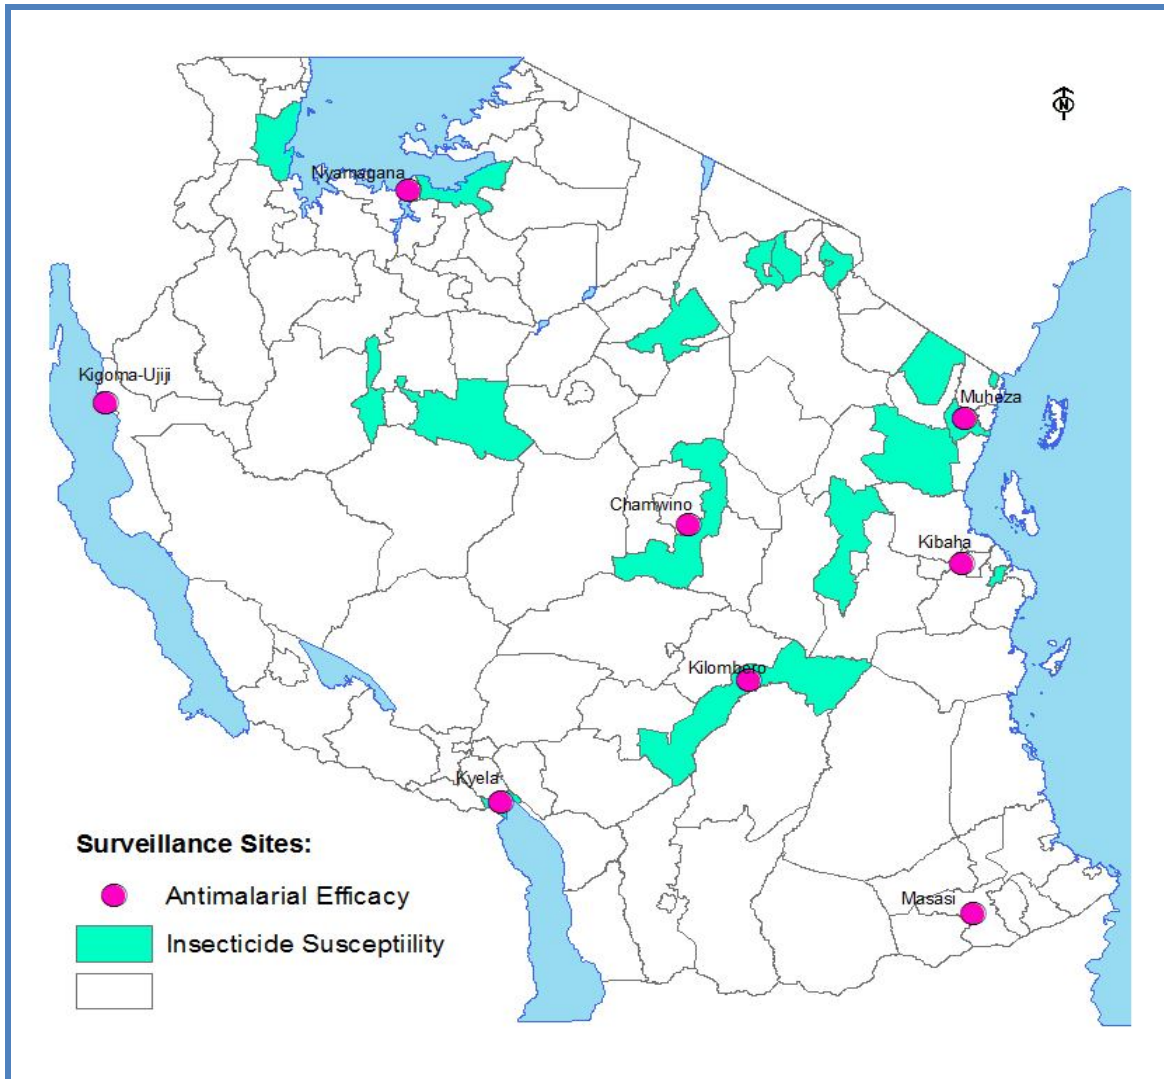 N
Nyamagana
Kigoma-Ujiji
Muheza
Chamwino
Kibaha
Kilombero
Kyela
Masasi
Surveillance Sites:
Antimalarial Efficacy
Insecticide Susceptiility